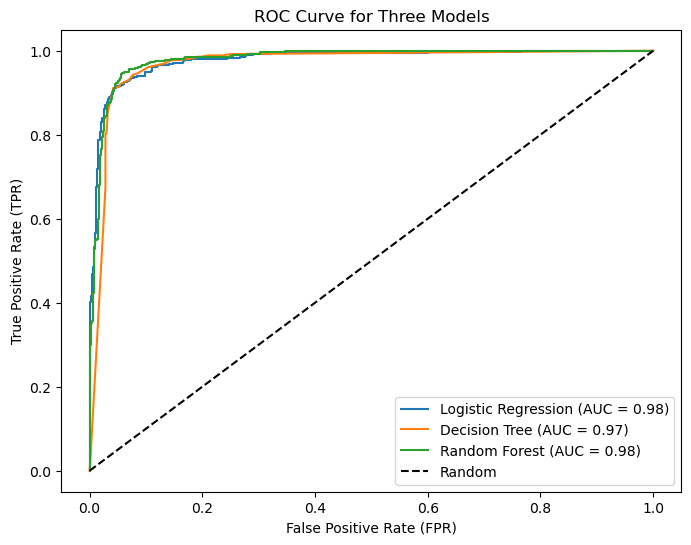 ROC Curve for Three Models
True Positive Rate (TPR)
1.0
0.8
0.6
0.4
0.2
0.0
Logistic Regression (AUC = 0.98)
Decision Tree (AUC = 0.97)
Random Forest (AUC = 0.98)
Random
0.0 0.2 0.4 0.6 0.8 1.0
False Positive Rate (FPR)